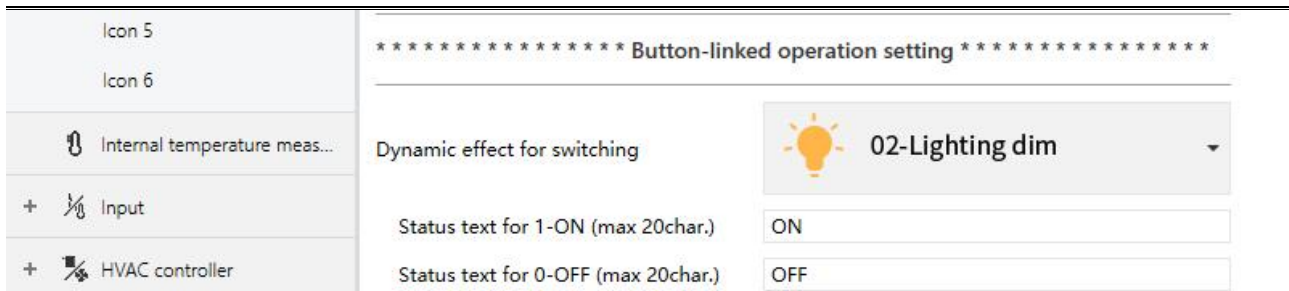 Icon 5
Icon 6
Internal temperature meas...
+ Input
+ HVAC controller
* * * * * * * * * * * * * * * * Button-linked operation setting * * * * * * * * * * * * * * * *
Dynamic effect for switching
02-Lighting dim
Status text for 1-ON (max 20char.)
ON
Status text for 0-OFF (max 20char.)
OFF